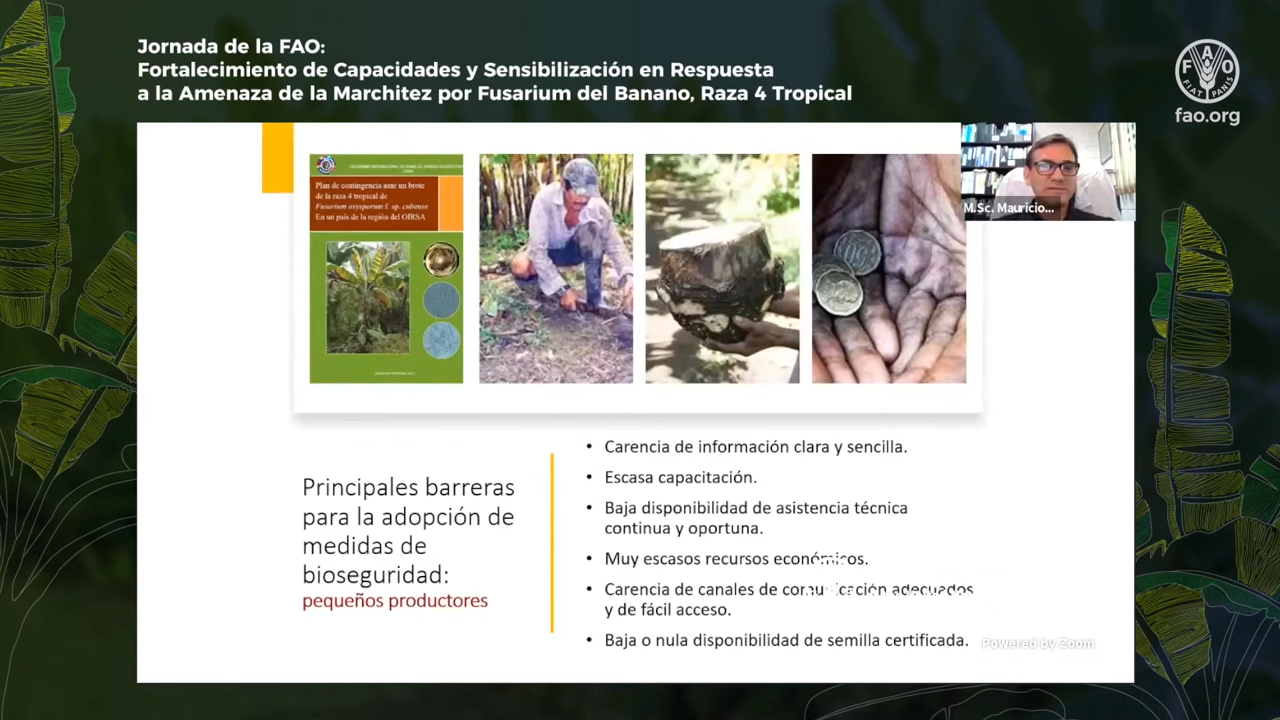 Jornada de la FAO:
Fortalecimiento de Capacidades y Sensibilización en Respuesta
a la Amenaza de la Marchitez por Fusarium del Banano, Raza 4 Tropical
FAO
FIAT PANIS
fao.org
M.Sc. Mauricio...
Plan de contingencia ante un brote
de la raza 4 tropical de
Fusarium oxysporum f. sp. cubense
En un país de la región del OIRSA
Principales barreras
para la adopción de
medidas de
bioseguridad:
pequeños productores
• Carencia de información clara y sencilla.
• Escasa capacitación.
• Baja disponibilidad de asistencia técnica
continua y oportuna.
• Muy escasos recursos económicos.
• Carencia de canales de comunicación adecuados
y de fácil acceso.
• Baja o nula disponibilidad de semilla certificada.
Powered by Zoom